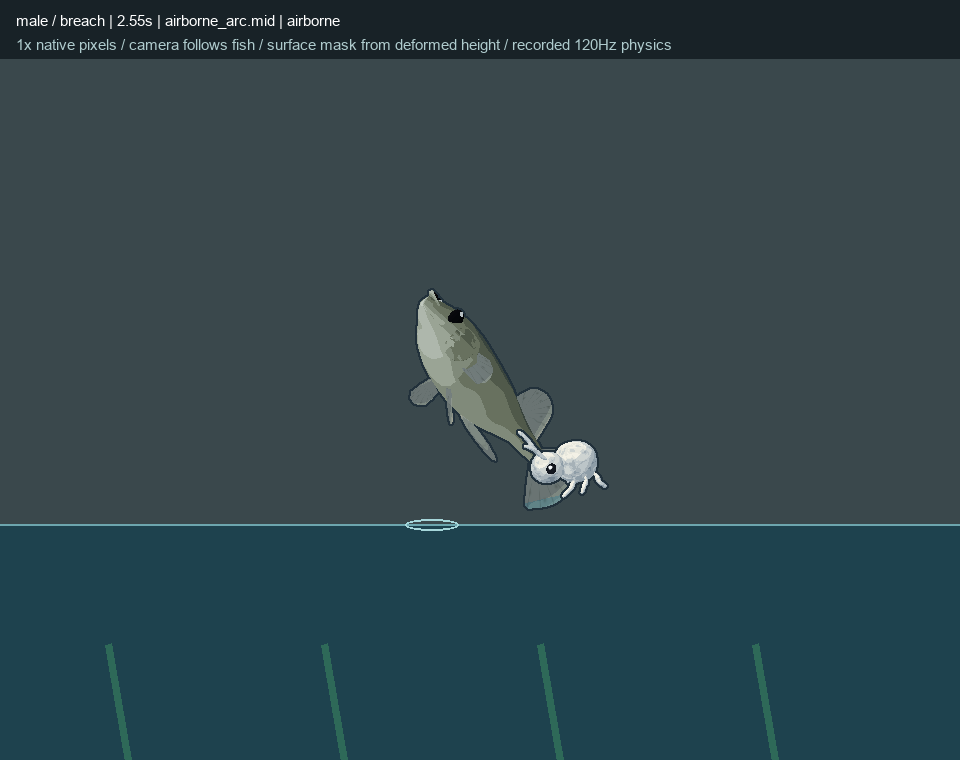 male / breach | 2.55s | airborne_arc.mid | airborne
1x native pixels / camera follows fish / surface mask from deformed height / recorded 120Hz physics